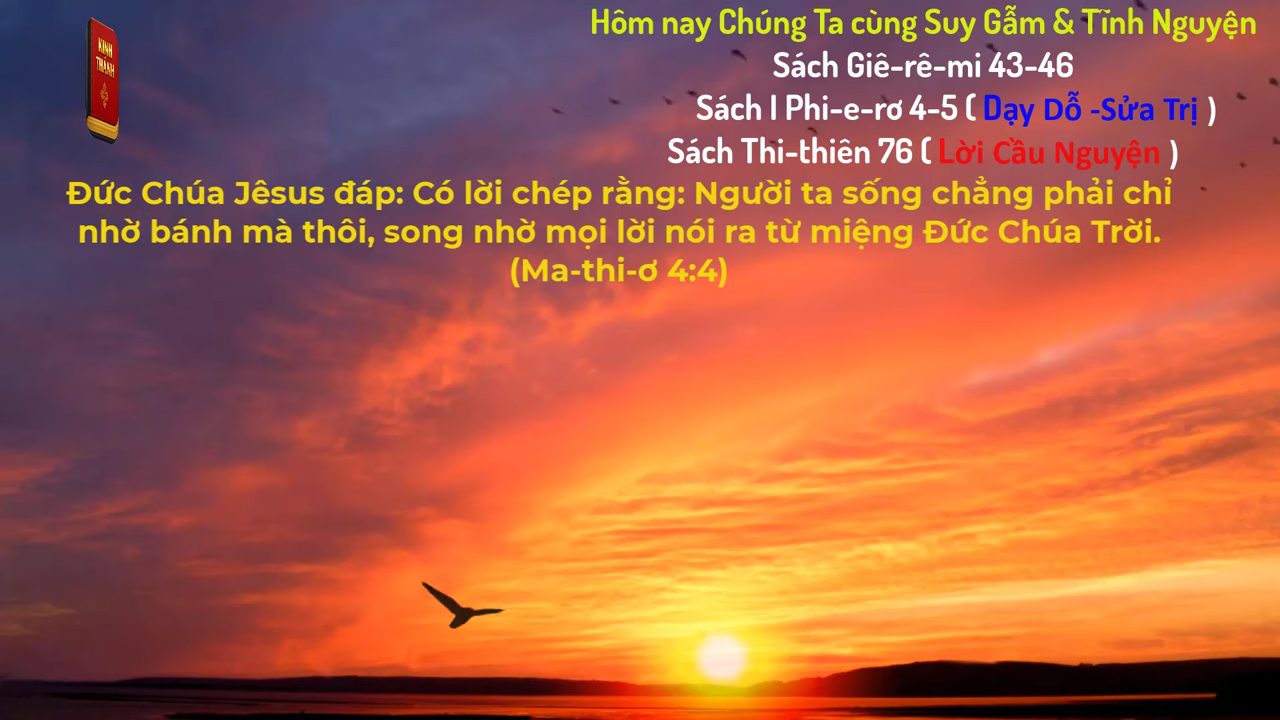 KINH
THÁNH
Hôm nay Chúng Ta cùng Suy Gẫm & Tĩnh Nguyện
Sách Giê-rê-mi 43-46
Sách I Phi-e-rơ 4-5 ( Dạy Dỗ -Sửa Trị )
Sách Thi-thiên 76 ( Lời Cầu Nguyện )
Đức Chúa Jêsus đáp: Có lời chép rằng: Người ta sống chẳng phải chỉ
nhờ bánh mà thôi, song nhờ mọi lời nói ra từ miệng Đức Chúa Trời.
(Ma-thi-ơ 4:4)